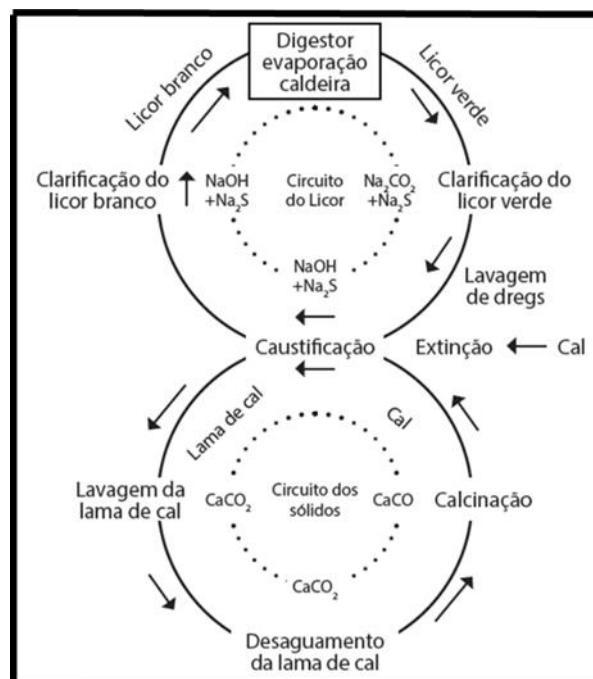 Digestor
evaporação
caldeira
Licor branco
Licor verde
Clarificação do
licor branco
NaOH
+Na₂S
Circuito
do Licor
Na₂CO₂
+Na₂S
Clarificação do
licor verde
NaOH
+Na₂S
Lavagem
de dregs
Caustificação
Extinção
Cal
Lama de cal
Cal
Lavagem da
lama de cal
CaCO₂
Circuito dos
sólidos
CaCO
Calcinação
CaCO₂
Desaguamento
da lama de cal